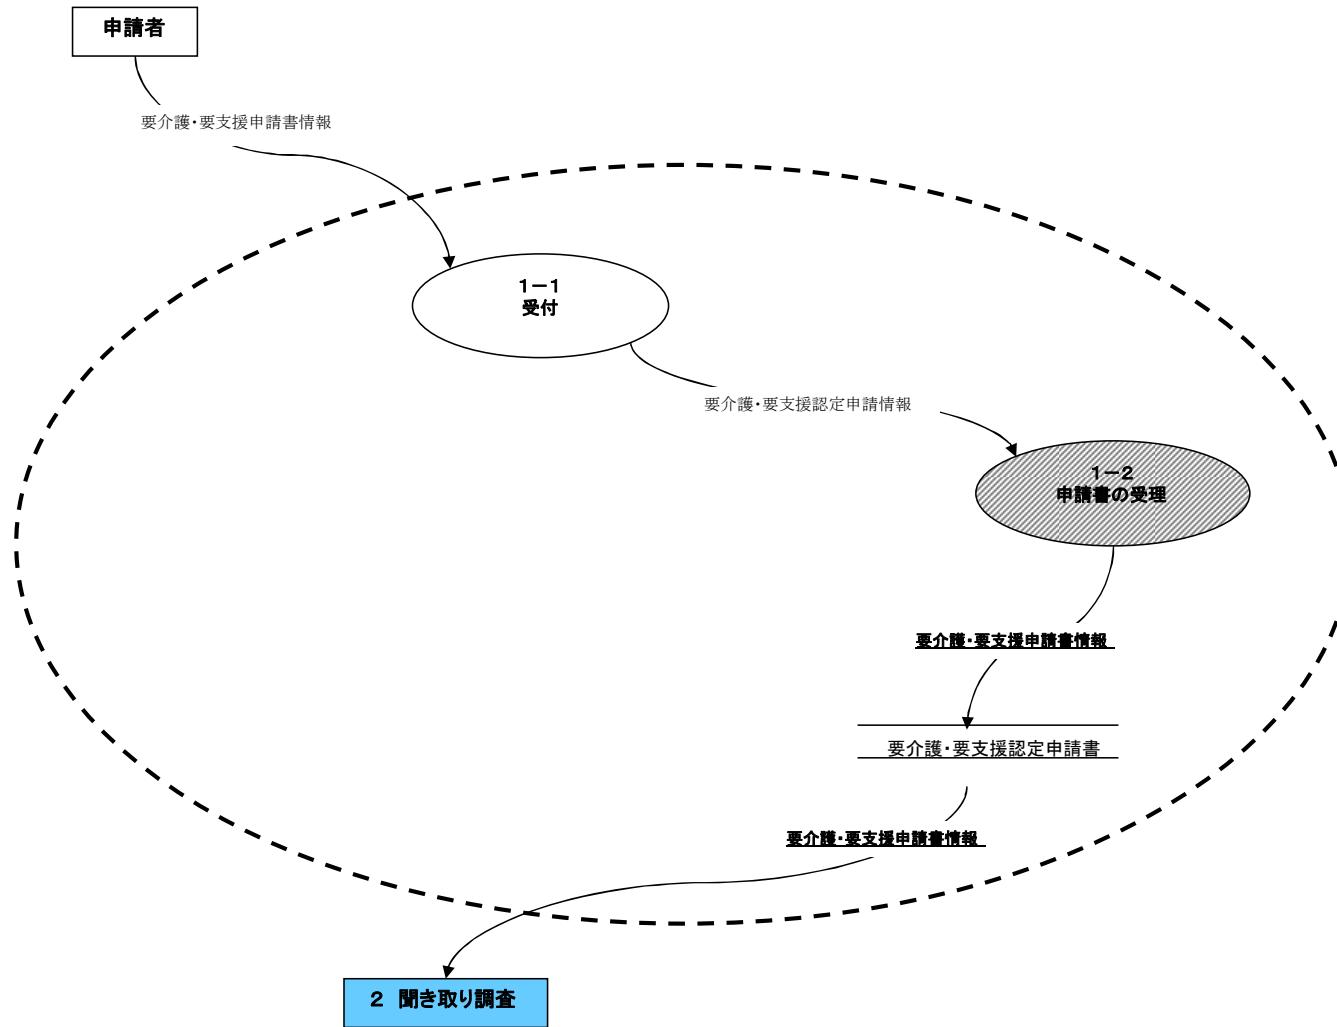 申請者
要介護・要支援申請書情報
1－1
受付
要介護・要支援認定申請情報
1－2
申請書の受理
要介護・要支援申請書情報
要介護・要支援認定申請書
要介護・要支援申請書情報
2　聞き取り調査